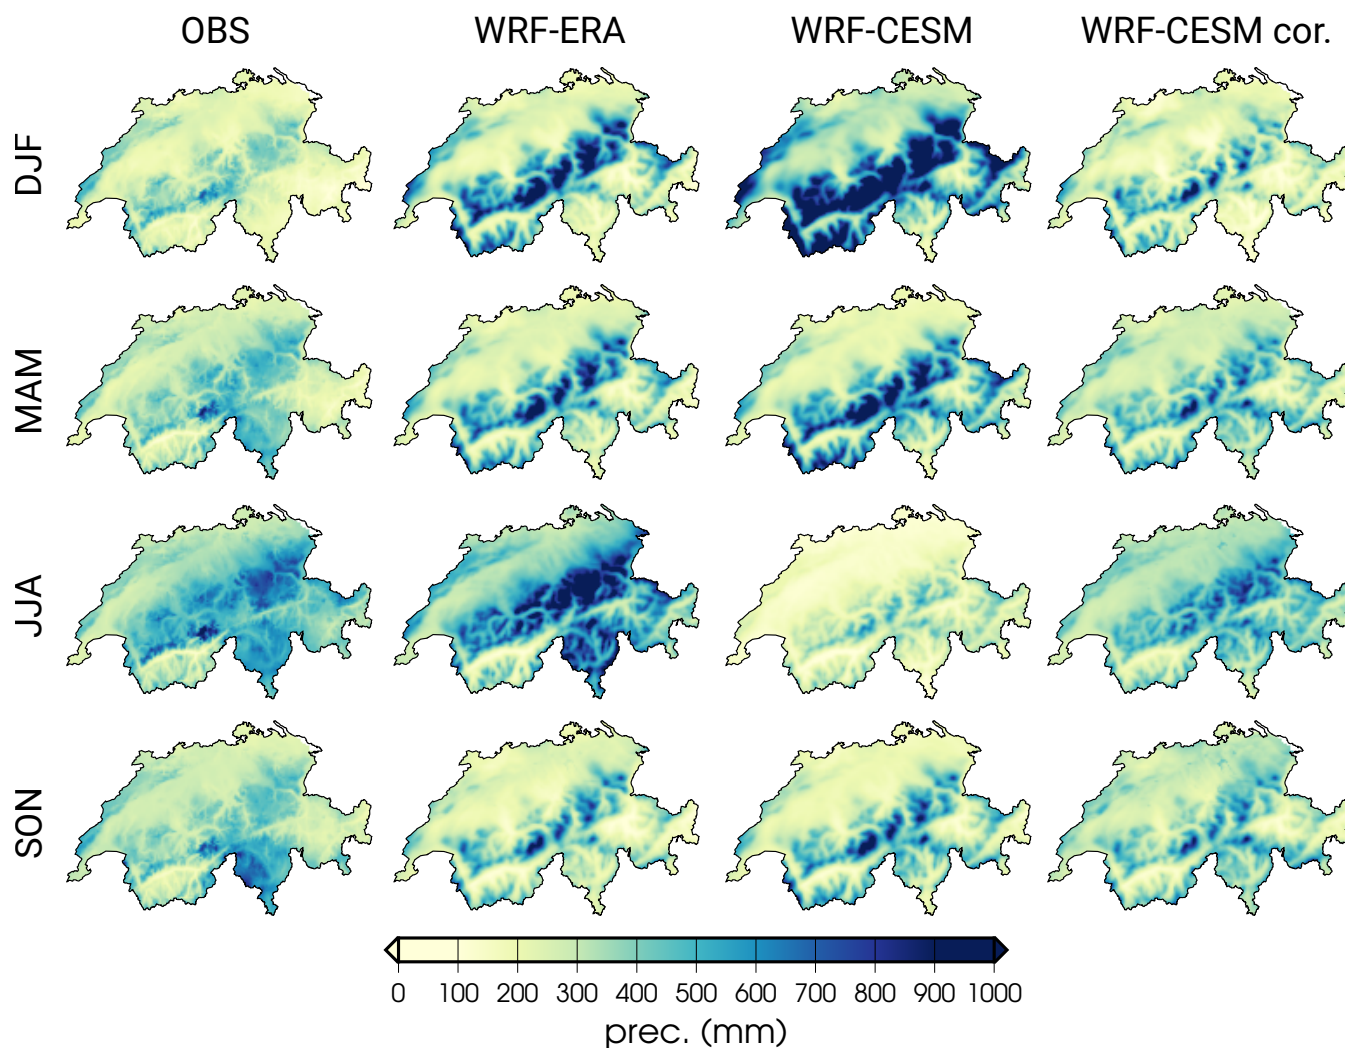 OBS WRF-ERA WRF-CESM WRF-CESM cor.
DJF
MAM
JJA
SON
0 100 200 300 400 500 600 700 800 900 1000
prec. (mm)